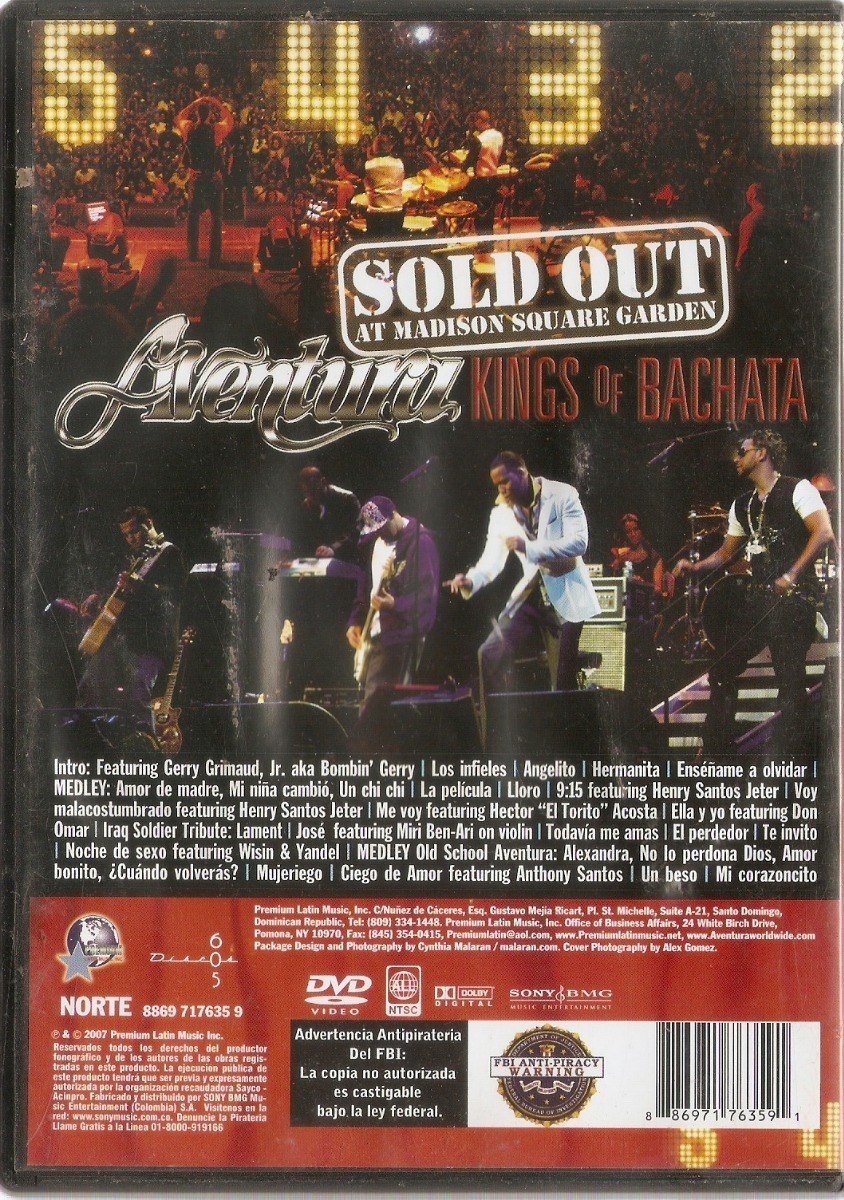 5 4 3 2
SOLD OUT
AT MADISON SQUARE GARDEN
Aventura KINGS OF BACHATA
Intro: Featuring Gerry Grimaud, Jr. aka Bombin' Gerry | Los infieles | Angelito | Hermanita | Enséñame a olvidar |
MEDLEY: Amor de madre, Mi niña cambió, Un chi chi | La película | Lloro | 9:15 featuring Henry Santos Jeter | Voy
malacostumbrado featuring Henry Santos Jeter | Me voy featuring Hector "El Torito" Acosta | Ella y yo featuring Don
Omar | Iraq Soldier Tribute: Lament | José featuring Miri Ben-Ari on violin | Todavía me amas | El perdedor | Te invito
| Noche de sexo featuring Wisin & Yandel | MEDLEY Old School Aventura: Alexandra, No lo perdona Dios, Amor
bonito, ¿Cuándo volverás? | Mujeriego | Ciego de Amor featuring Anthony Santos | Un beso | Mi corazoncito
Premium Latin Music, Inc. C/Nuñez de Cáceres, Esq. Gustavo Mejia Ricart, Pl. St. Michelle, Suite A-21, Santo Domingo,
Dominican Republic, Tel: (809) 334-1448. Premium Latin Music, Inc. Office of Business Affairs, 24 White Birch Drive,
Pomona, NY 10970, Fax: (845) 354-0415, Premiumlatin@aol.com, www.Premiumlatinmusic.net, www.Aventuraworldwide.com
Package Design and Photography by Cynthia Malaran / malaran.com. Cover Photography by Alex Gomez.
Premium
Discos 605
NORTE 8869 717635 9
DVD
VIDEO
ALL
NTSC
DOLBY
DIGITAL
SONY BMG
MUSIC ENTERTAINMENT
℗ & © 2007 Premium Latin Music Inc.
Reservados todos los derechos del productor
fonográfico y de los autores de las obras regis-
tradas en este producto. La ejecucion publica de
este producto tendrá que ser previa y expresamente
autorizada por la organización recaudadora Sayco -
Acinpro. Fabricado y distribuido por SONY BMG Mu-
sic Entertainment (Colombia) S.A. Visitenos en la
red: www.sonymusic.com.co. Denuncie la Pirateria
Llame Gratis a la Linea 01-8000-919166
Advertencia Antipirateria
Del FBI:
La copia no autorizada
es castigable
bajo la ley federal.
FBI ANTI-PIRACY
WARNING
8 86971 76359 1
5 4